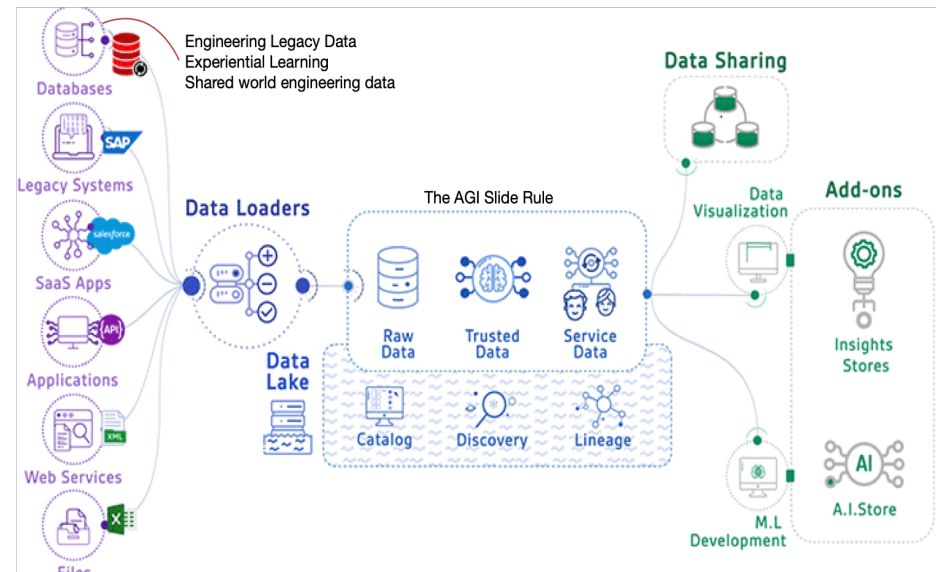 Engineering Legacy Data
Experiential Learning
Shared world engineering data
Databases
SAP
Legacy Systems
salesforce
SaaS Apps
{API}
Applications
XML
Web Services
X
Files
Data Loaders
The AGI Slide Rule
Raw
Data
Trusted
Data
Service
Data
Data
Lake
Catalog
Discovery
Lineage
Data Sharing
Data
Visualization
M.L
Development
Add-ons
Insights
Stores
AI
A.I.Store